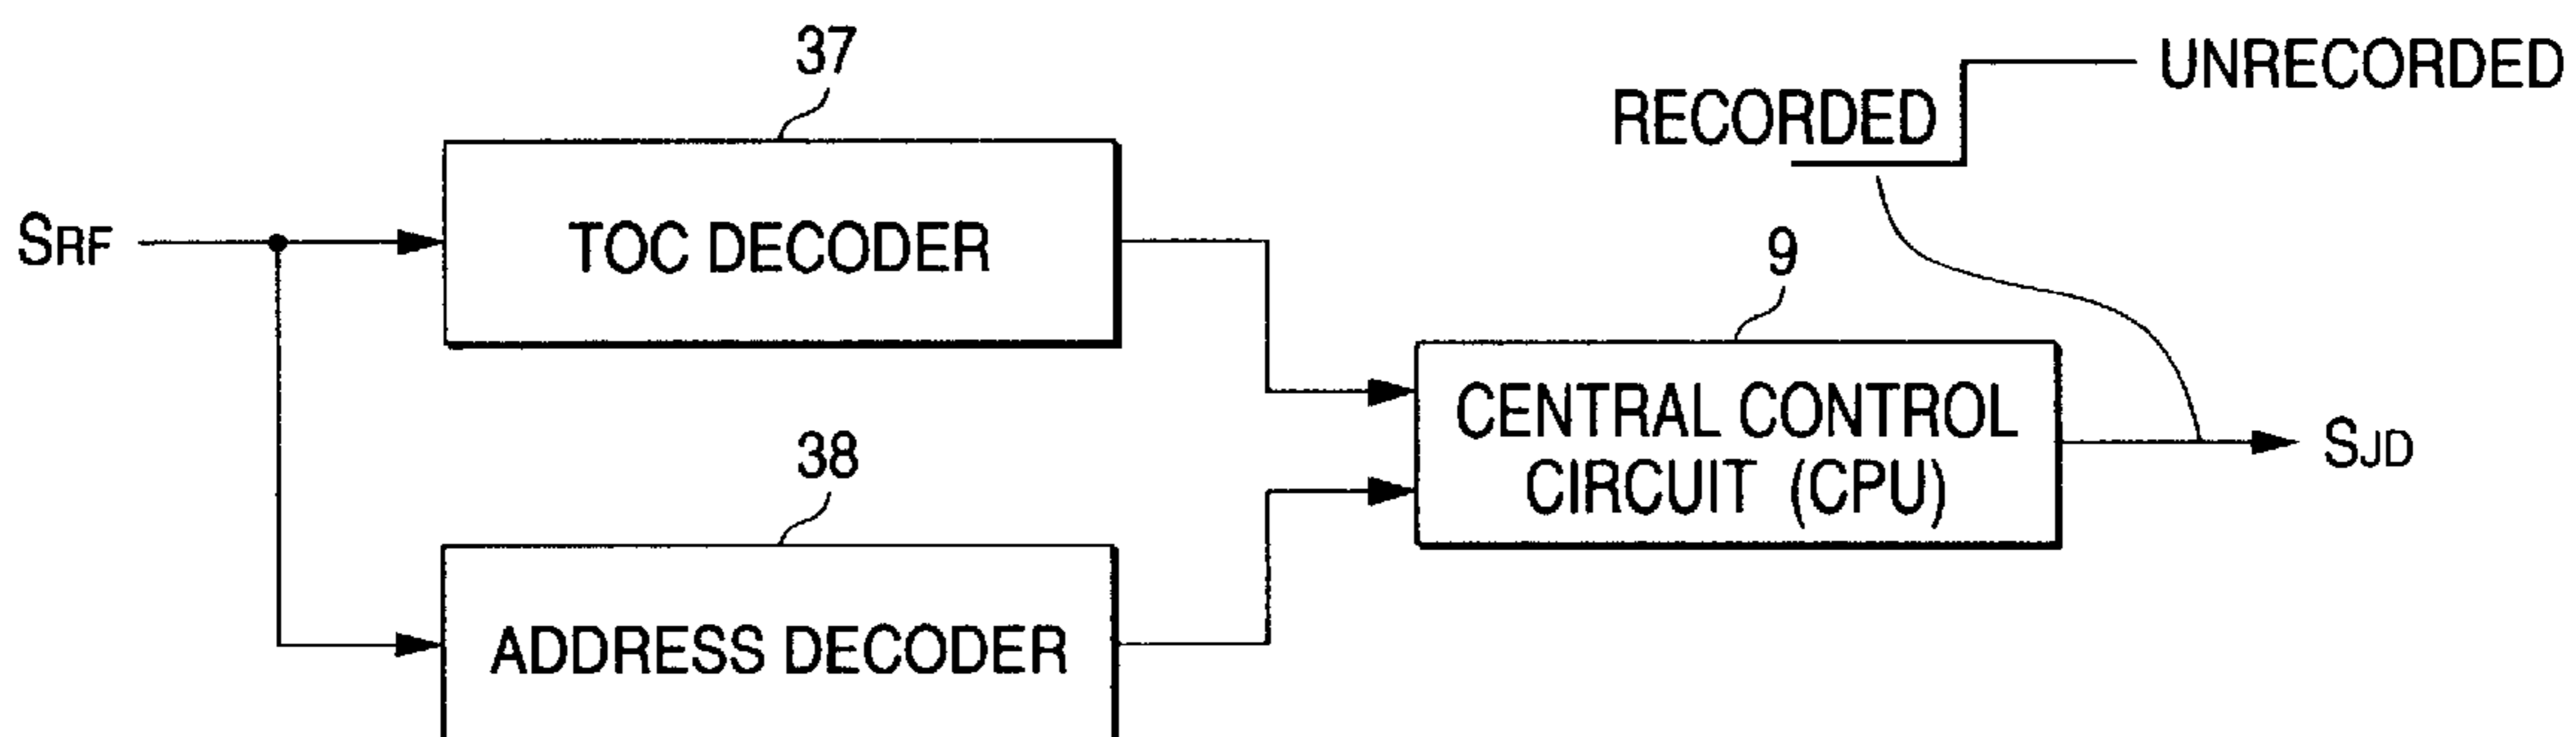 37
UNRECORDED
RECORDED
SRF
TOC DECODER
9
CENTRAL CONTROL
CIRCUIT (CPU)
SJD
38
ADDRESS DECODER